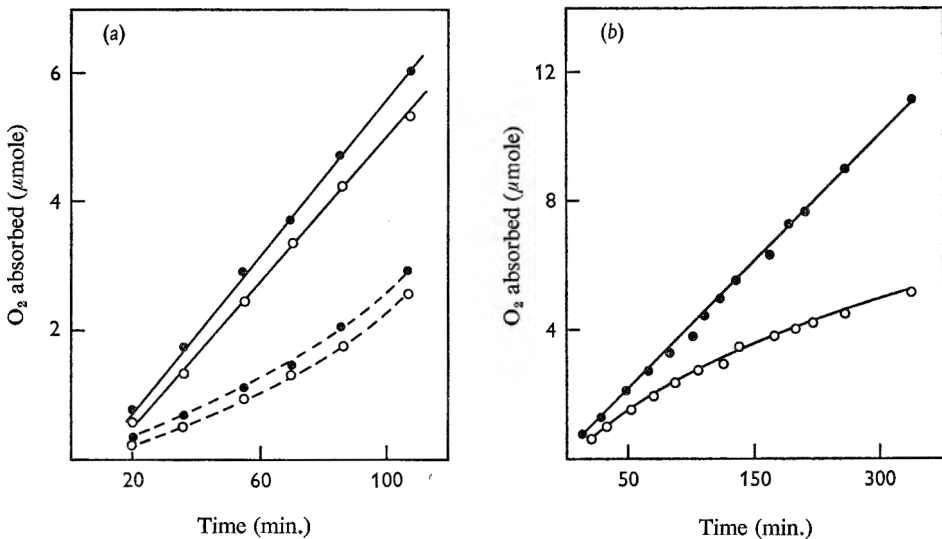 (a)
6
4
2
20
60
100
Time (min.)
O₂ absorbed (μmole)
(b)
12
8
4
50
150
300
Time (min.)
O₂ absorbed (μmole)